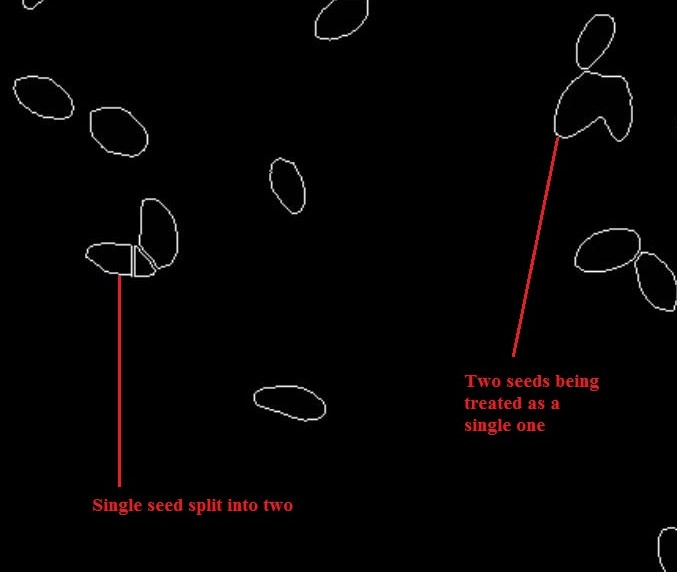 Two seeds being
treated as a
single one
Single seed split into two